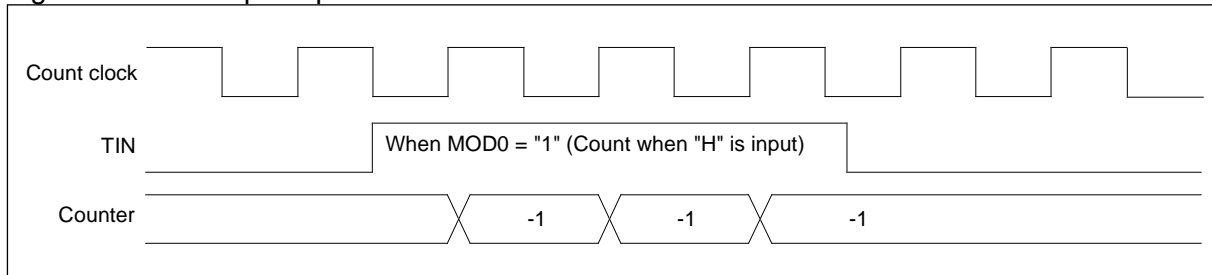 Count clock
TIN
When MOD0 = "1" (Count when "H" is input)
Counter
-1
-1
-1